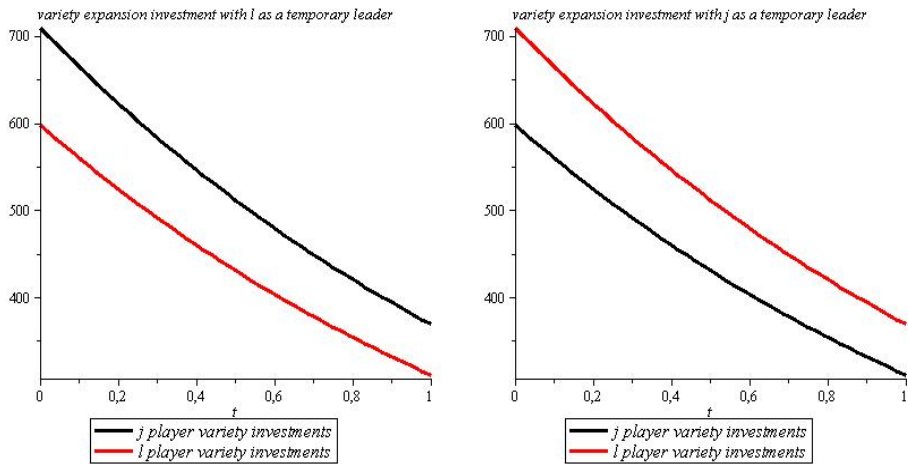 variety expansion investment with l as a temporary leader
700
600
500
400
0
0,2
0,4
0,6
0,8
1
t
j player variety investments
l player variety investments
variety expansion investment with j as a temporary leader
700
600
500
400
0
0,2
0,4
0,6
0,8
1
t
j player variety investments
l player variety investments